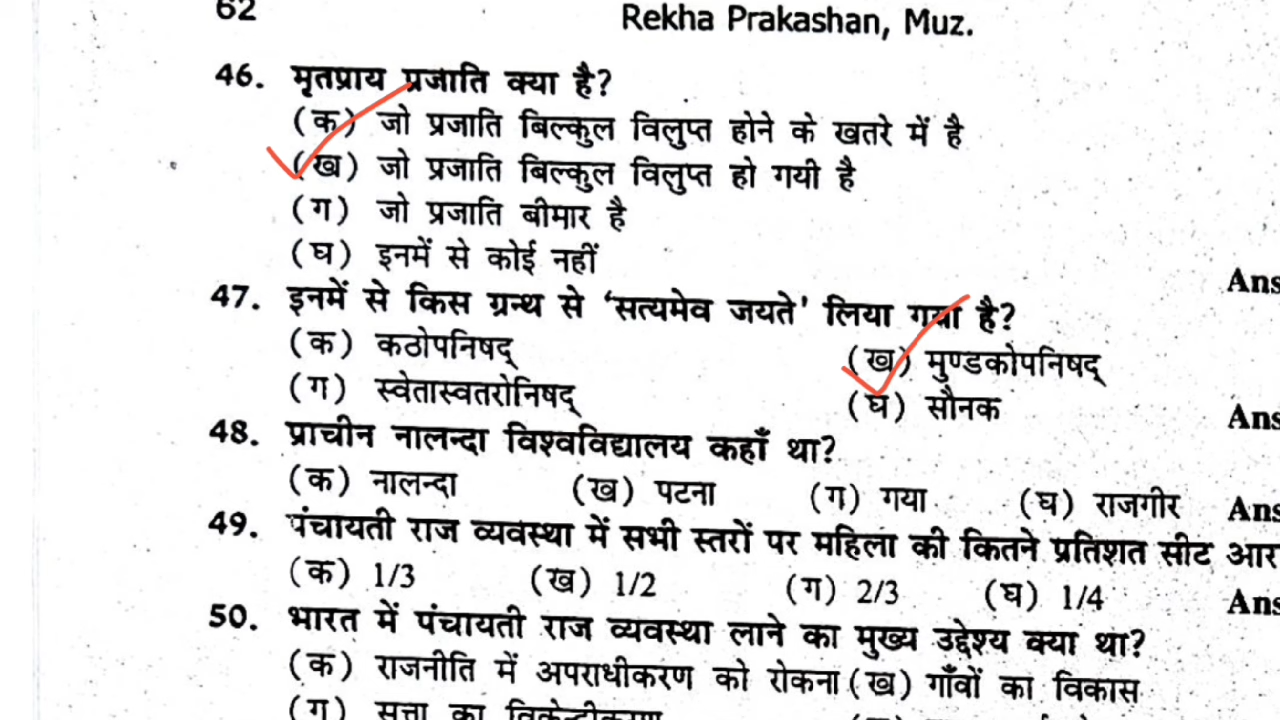 62
Rekha Prakashan, Muz.
46. मृतप्राय प्रजाति क्या है?
(क) जो प्रजाति बिल्कुल विलुप्त होने के खतरे में है
(ख) जो प्रजाति बिल्कुल विलुप्त हो गयी है
(ग) जो प्रजाति बीमार है
(घ) इनमें से कोई नहीं
Ans
47. इनमें से किस ग्रन्थ से ‘सत्यमेव जयते’ लिया गया है?
(क) कठोपनिषद् (ख) मुण्डकोपनिषद्
(ग) स्वेतास्वतरोनिषद् (घ) सौनक Ans
48. प्राचीन नालन्दा विश्वविद्यालय कहाँ था?
(क) नालन्दा (ख) पटना (ग) गया (घ) राजगीर Ans
49. पंचायती राज व्यवस्था में सभी स्तरों पर महिला की कितने प्रतिशत सीट आर
(क) 1/3 (ख) 1/2 (ग) 2/3 (घ) 1/4 Ans
50. भारत में पंचायती राज व्यवस्था लाने का मुख्य उद्देश्य क्या था?
(क) राजनीति में अपराधीकरण को रोकना (ख) गाँवों का विकास
(ग) सत्ता का विकेन्द्रीकरण